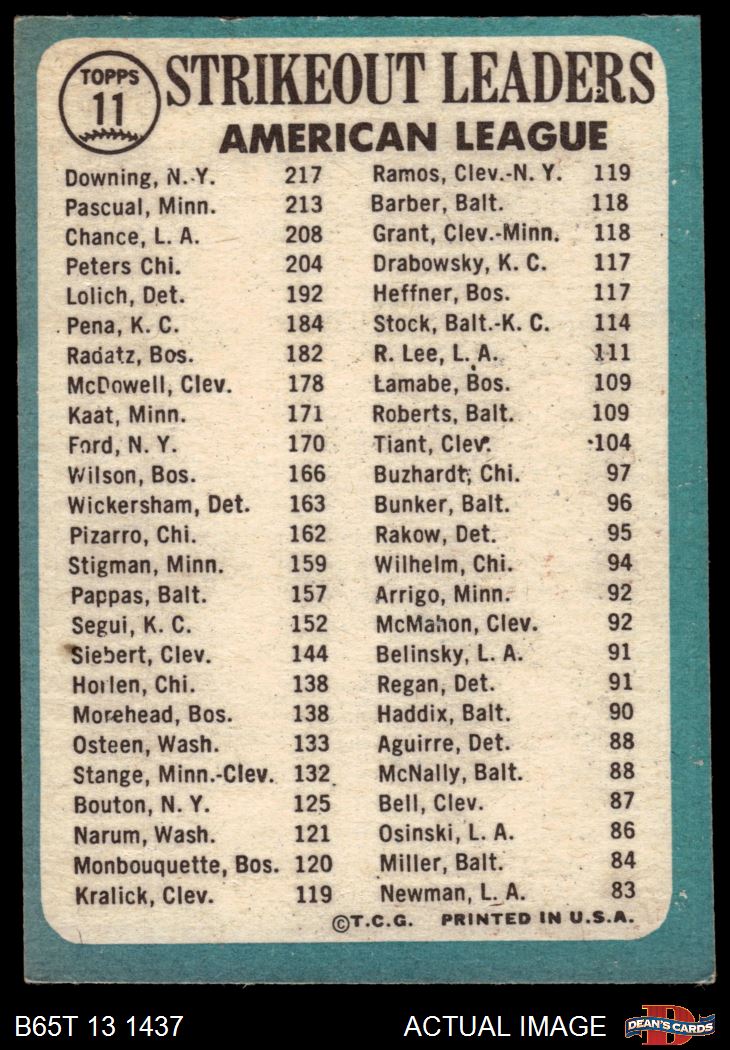 TOPPS
11
STRIKEOUT LEADERS
AMERICAN LEAGUE
Downing, N. Y. 217
Pascual, Minn. 213
Chance, L. A. 208
Peters Chi. 204
Lolich, Det. 192
Pena, K. C. 184
Radatz, Bos. 182
McDowell, Clev. 178
Kaat, Minn. 171
Ford, N. Y. 170
Wilson, Bos. 166
Wickersham, Det. 163
Pizarro, Chi. 162
Stigman, Minn. 159
Pappas, Balt. 157
Segui, K. C. 152
Siebert, Clev. 144
Horlen, Chi. 138
Morehead, Bos. 138
Osteen, Wash. 133
Stange, Minn.-Clev. 132
Bouton, N. Y. 125
Narum, Wash. 121
Monbouquette, Bos. 120
Kralick, Clev. 119
Ramos, Clev.-N. Y. 119
Barber, Balt. 118
Grant, Clev.-Minn. 118
Drabowsky, K. C. 117
Heffner, Bos. 117
Stock, Balt.-K. C. 114
R. Lee, L. A. 111
Lamabe, Bos. 109
Roberts, Balt. 109
Tiant, Clev. 104
Buzhardt, Chi. 97
Bunker, Balt. 96
Rakow, Det. 95
Wilhelm, Chi. 94
Arrigo, Minn. 92
McMahon, Clev. 92
Belinsky, L. A. 91
Regan, Det. 91
Haddix, Balt. 90
Aguirre, Det. 88
McNally, Balt. 88
Bell, Clev. 87
Osinski, L. A. 86
Miller, Balt. 84
Newman, L. A. 83
©T.C.G. PRINTED IN U.S.A.
B65T 13 1437
ACTUAL IMAGE
DEAN'S CARDS